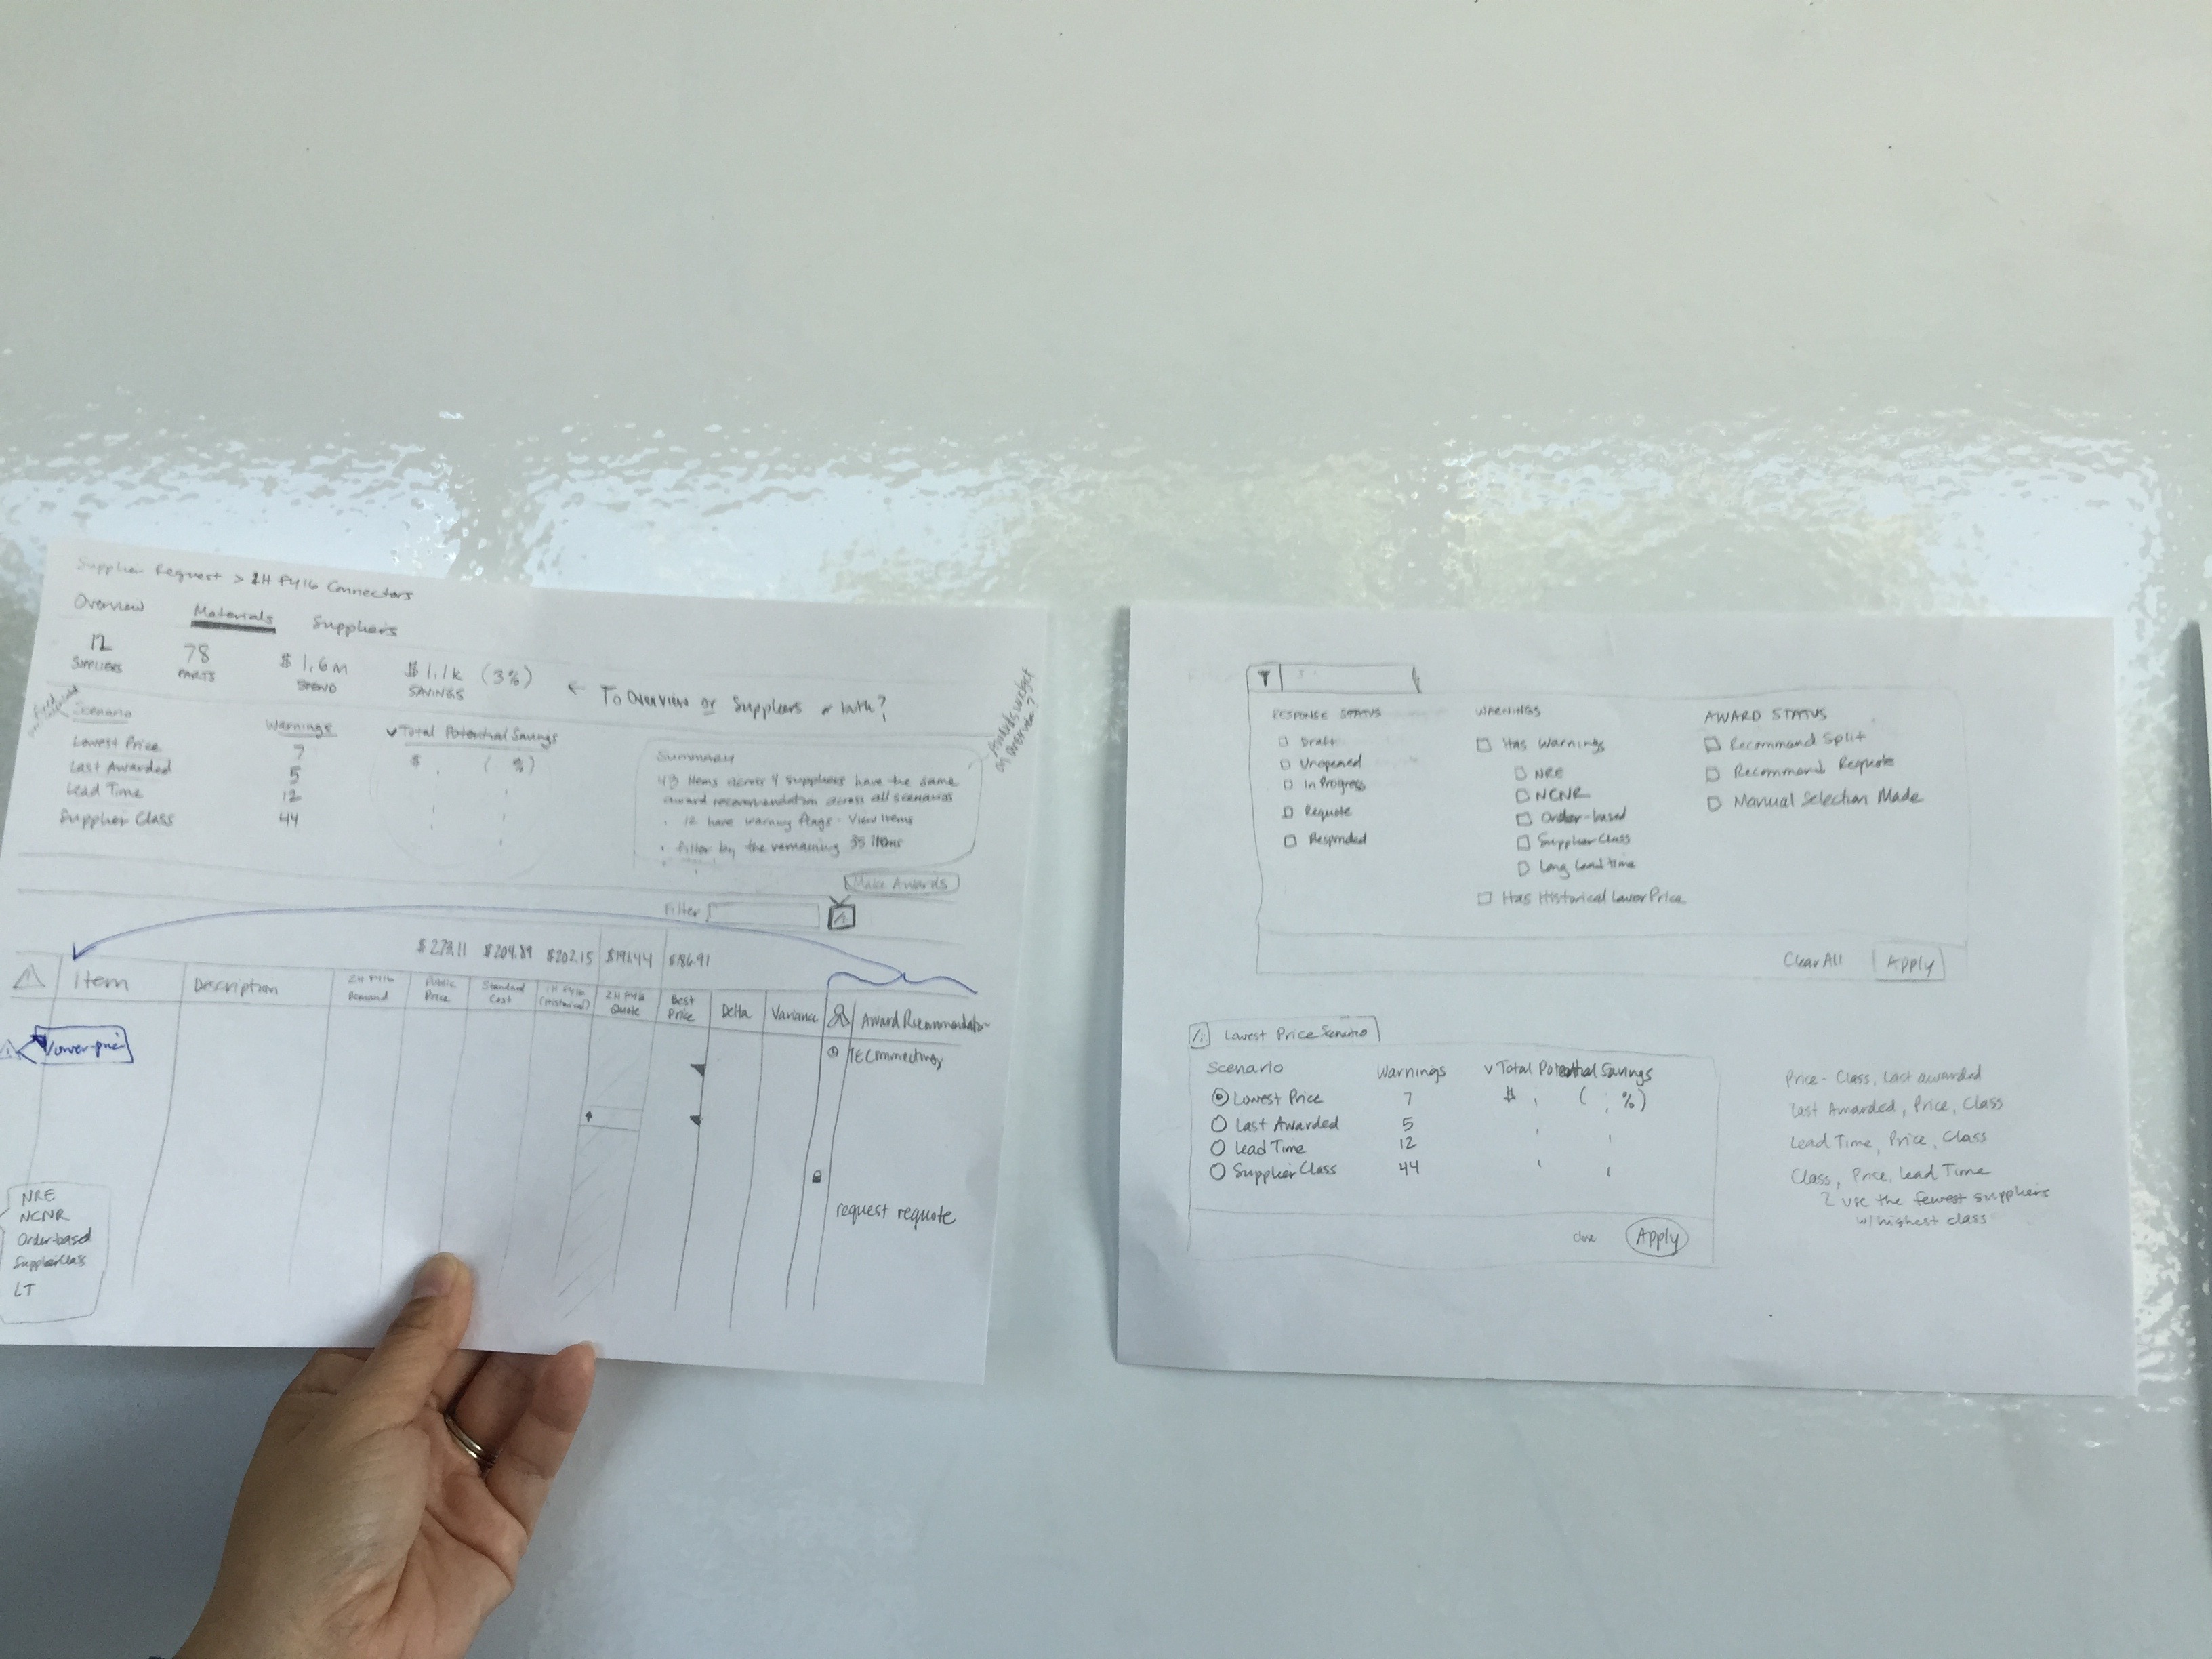 Supplier Request > 2H FY16 Connectors
Overview Materials Suppliers
12 SUPPLIERS
78 PARTS
$1.6m SPEND
$1.1k (3%) SAVINGS
← To Overview or Suppliers or both?
on Overview?
Scenario Warnings ∨ Total Potential Savings
Lowest Price 7 $ , ( %)
Last Awarded 5
Lead Time 12
Supplier Class 44
Summary
43 items across 4 suppliers have the same
award recommendation across all scenarios
• 12 have warning flags - View Items
• filter by the remaining 35 items
Make Awards
Filter
$273.11 $204.89 $202.15 $191.44 $186.91
Item Description 2H FY16 Demand Public Price Standard Cost 1H FY16 (Historical) 2H FY16 Quote Best Price Delta Variance Award Recommendation
Lower price
TE Connectivity
request requote
NRE
NCNR
Order-based
Supplier Class
LT
RESPONSE STATUS
Draft
Unopened
In Progress
Requote
Responded
WARNINGS
Has Warnings
NRE
NCNR
Order-based
Supplier Class
Long Lead time
Has Historical Lower Price
AWARD STATUS
Recommend Split
Recommend Requote
Manual Selection Made
Clear All Apply
Lowest Price Scenario
Scenario Warnings ∨ Total Potential Savings
Lowest Price 7 $ , ( , %)
Last Awarded 5
Lead Time 12
Supplier Class 44
close Apply
Price - Class, Last awarded
Last Awarded, Price, Class
Lead Time, Price, Class
Class, Price, Lead Time
use the fewest suppliers
w/ highest class